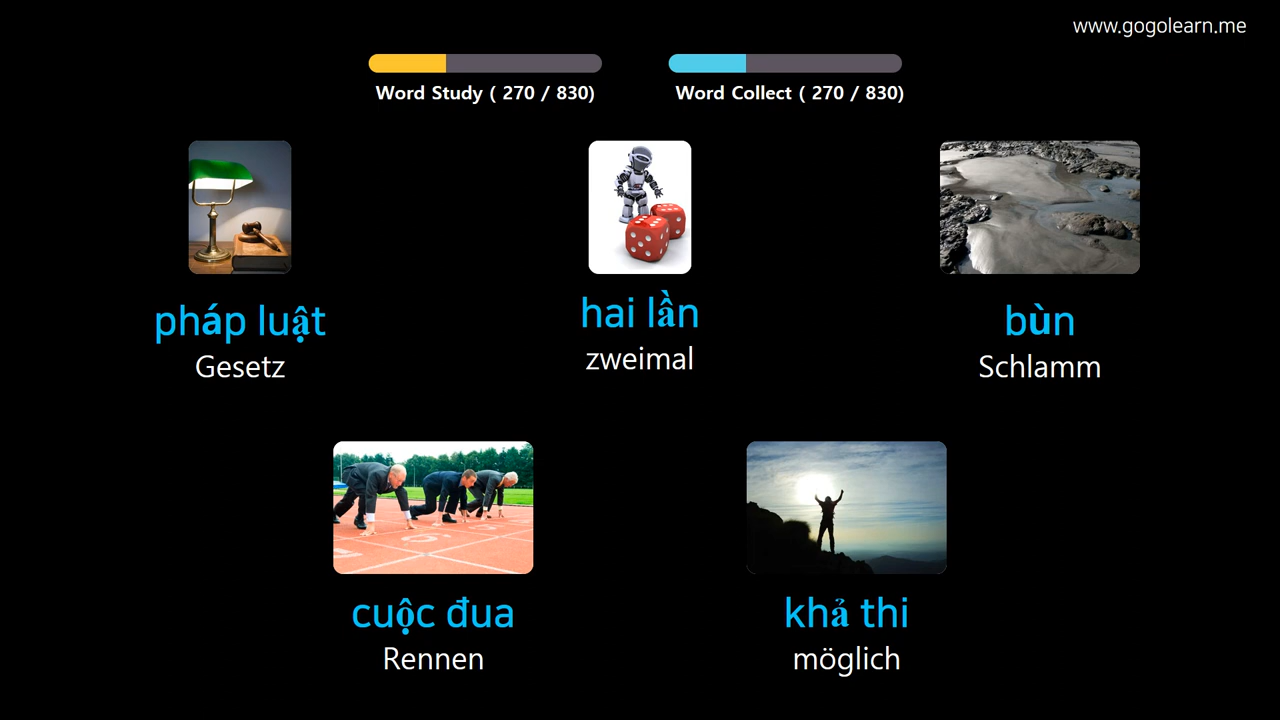 www.gogolearn.me
Word Study ( 270 / 830)
Word Collect ( 270 / 830)
pháp luật
Gesetz
hai lần
zweimal
bùn
Schlamm
cuộc đua
Rennen
khả thi
möglich